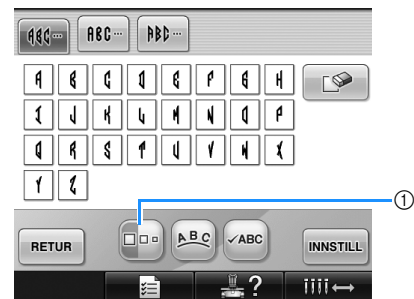 ABC... ABC... ABC...
A B C D E F G H
I J K L M N O P
Q R S T U V W X
Y Z
①
RETUR ABC ✓ABC INNSTILL
?